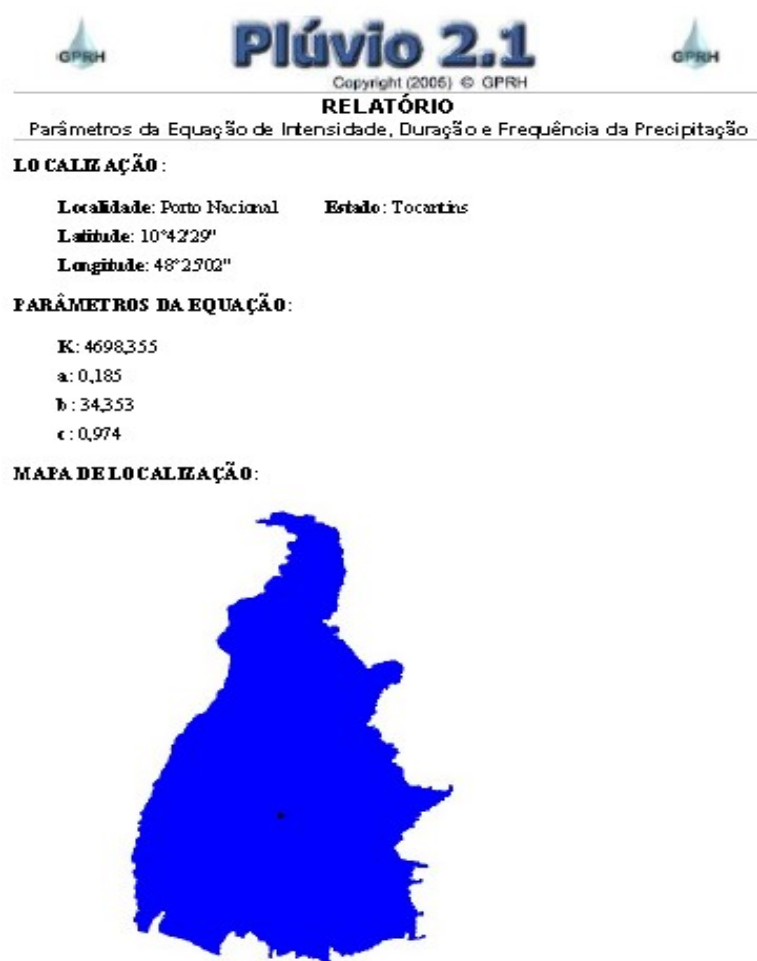 GPRH Plúvio 2.1 GPRH
Copyright (2006) © GPRH
RELATÓRIO
Parâmetros da Equação de Intensidade, Duração e Frequência da Precipitação
LOCALIZAÇÃO:
Localidade: Porto Nacional Estado: Tocantins
Latitude: 10°42'29"
Longitude: 48°25'02"
PARÂMETROS DA EQUAÇÃO:
K: 4698,355
a: 0,185
b: 34,353
c: 0,974
MAPA DE LOCALIZAÇÃO: